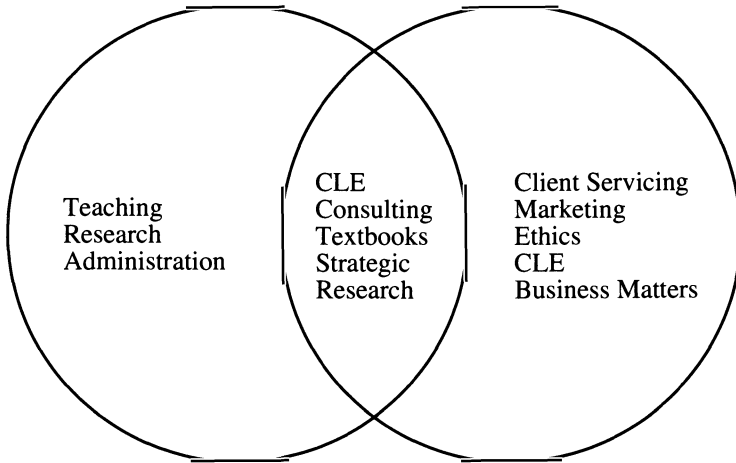 Teaching
Research
Administration
CLE
Consulting
Textbooks
Strategic
Research
Client Servicing
Marketing
Ethics
CLE
Business Matters